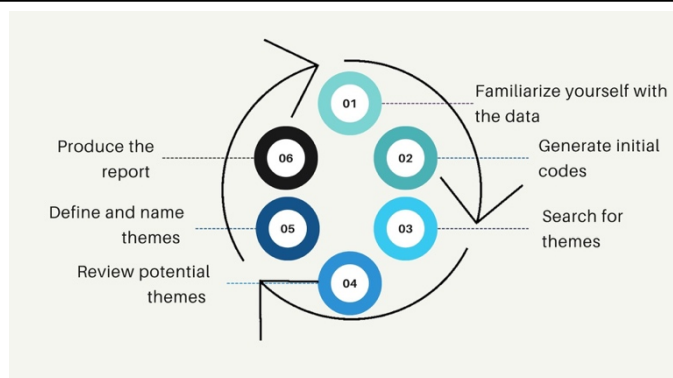 01
Familiarize yourself with
the data
02
Generate initial
codes
03
Search for
themes
04
Review potential
themes
05
Define and name
themes
06
Produce the
report